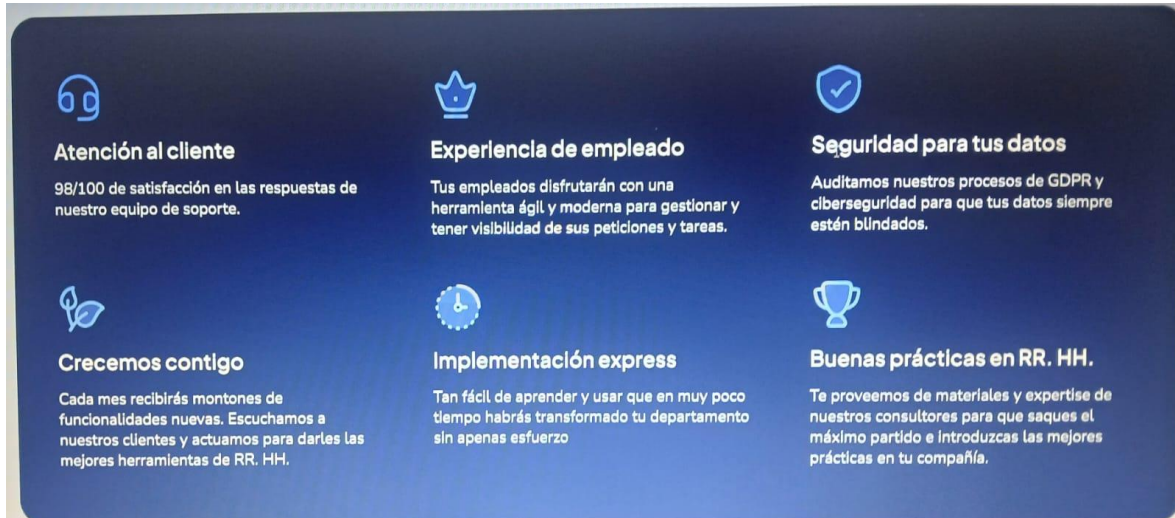 Atención al cliente
98/100 de satisfacción en las respuestas de
nuestro equipo de soporte.
Experiencia de empleado
Tus empleados disfrutarán con una
herramienta ágil y moderna para gestionar y
tener visibilidad de sus peticiones y tareas.
Seguridad para tus datos
Auditamos nuestros procesos de GDPR y
ciberseguridad para que tus datos siempre
estén blindados.
Crecemos contigo
Cada mes recibirás montones de
funcionalidades nuevas. Escuchamos a
nuestros clientes y actuamos para darles las
mejores herramientas de RR. HH.
Implementación express
Tan fácil de aprender y usar que en muy poco
tiempo habrás transformado tu departamento
sin apenas esfuerzo
Buenas prácticas en RR. HH.
Te proveemos de materiales y expertise de
nuestros consultores para que saques el
máximo partido e introduzcas las mejores
prácticas en tu compañía.